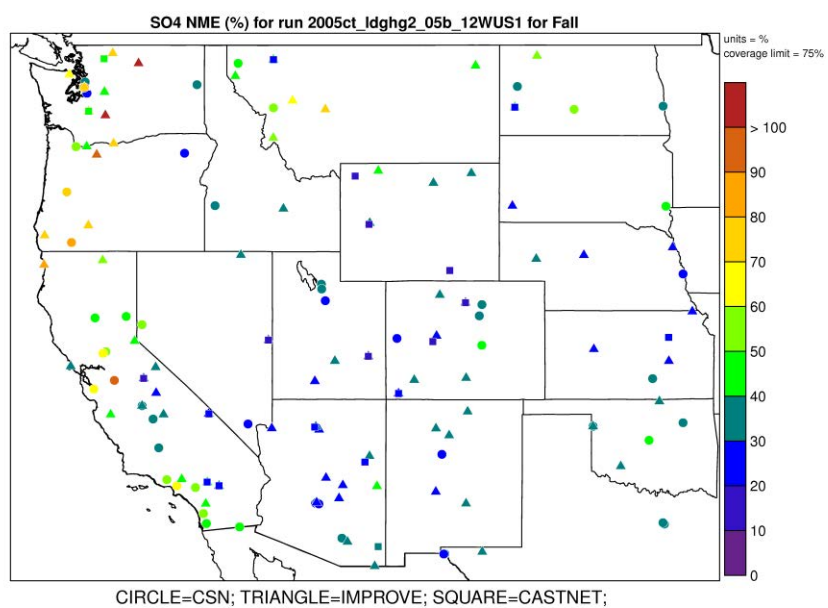 SO4 NME (%) for run 2005ct_ldghg2_05b_12WUS1 for Fall
units = %
coverage limit = 75%
> 100
90
80
70
60
50
40
30
20
10
0
CIRCLE=CSN; TRIANGLE=IMPROVE; SQUARE=CASTNET;